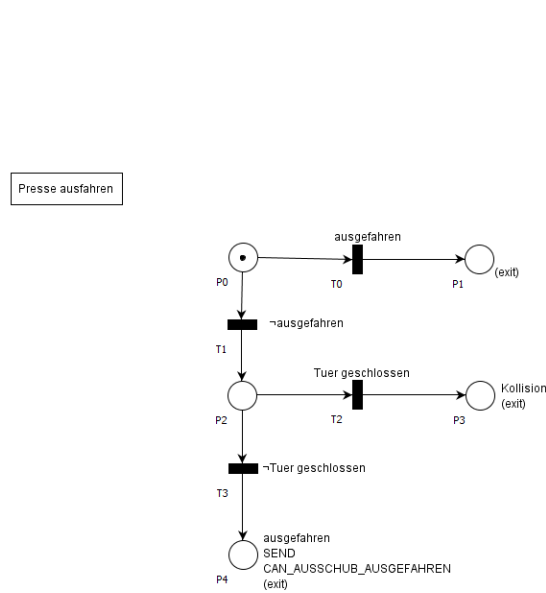 Presse ausfahren
ausgefahren
P0
T0
P1
(exit)
¬ausgefahren
T1
Tuer geschlossen
Kollision
(exit)
P2
T2
P3
¬Tuer geschlossen
T3
ausgefahren
SEND
CAN_AUSSCHUB_AUSGEFAHREN
(exit)
P4